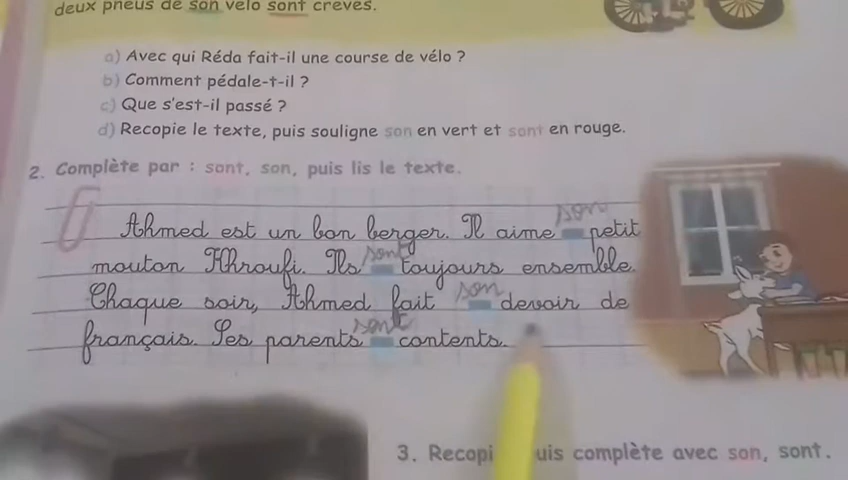 deux pneus de son vélo sont crevés.
a) Avec qui Réda fait-il une course de vélo ?
b) Comment pédale-t-il ?
c) Que s'est-il passé ?
d) Recopie le texte, puis souligne son en vert et sont en rouge.
2. Complète par : sont, son, puis lis le texte.
Ahmed est un bon berger. Il aime son petit
mouton Khroufi. Ils sont toujours ensemble.
Chaque soir, Ahmed fait son devoir de
français. Ses parents sont contents.
3. Recopi uis complète avec son, sont.